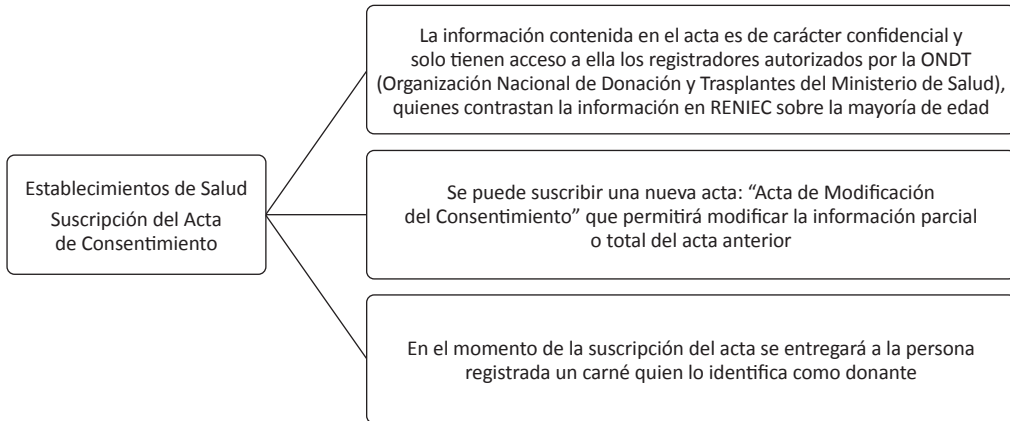 La información contenida en el acta es de carácter confidencial y
solo tienen acceso a ella los registradores autorizados por la ONDT
(Organización Nacional de Donación y Trasplantes del Ministerio de Salud),
quienes contrastan la información en RENIEC sobre la mayoría de edad
Establecimientos de Salud
Suscripción del Acta
de Consentimiento
Se puede suscribir una nueva acta: “Acta de Modificación
del Consentimiento” que permitirá modificar la información parcial
o total del acta anterior
En el momento de la suscripción del acta se entregará a la persona
registrada un carné quien lo identifica como donante